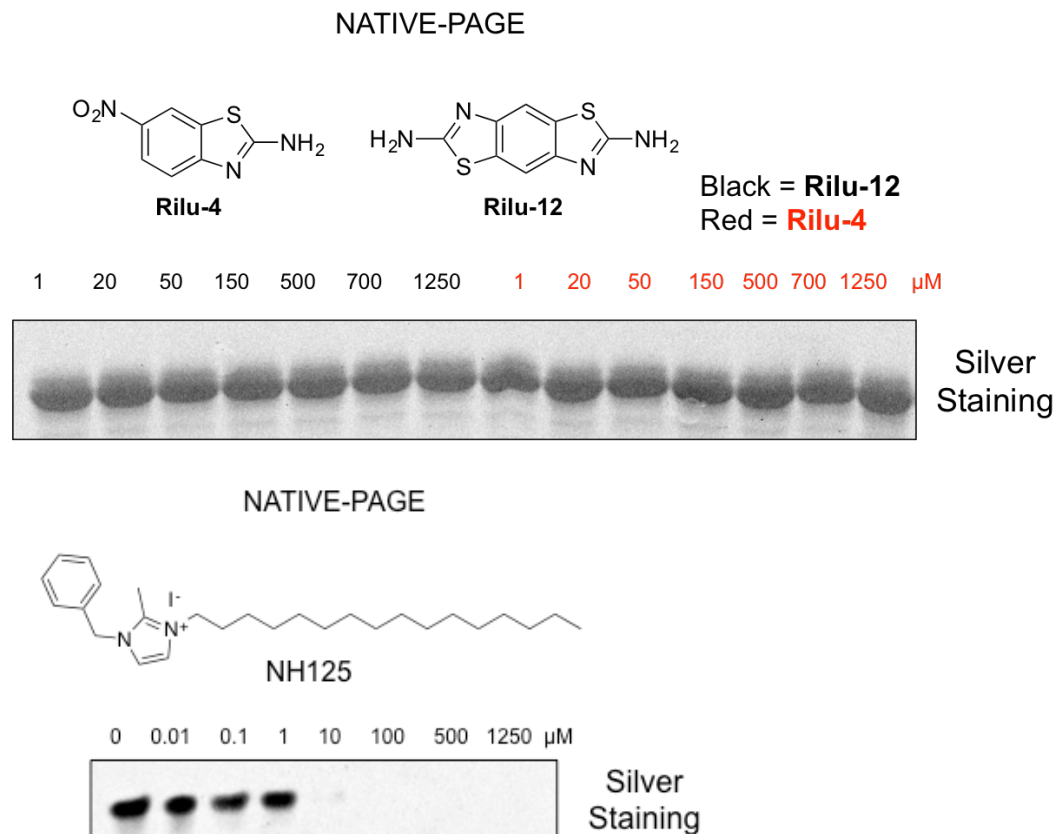 NATIVE-PAGE
O₂N S NH₂ N
Rilu-4
N S H₂N NH₂ S N
Rilu-12
Black = Rilu-12
Red = Rilu-4
1 20 50 150 500 700 1250 1 20 50 150 500 700 1250 µM
Silver
Staining
NATIVE-PAGE
I-
N N+
NH125
0 0.01 0.1 1 10 100 500 1250 µM
Silver
Staining